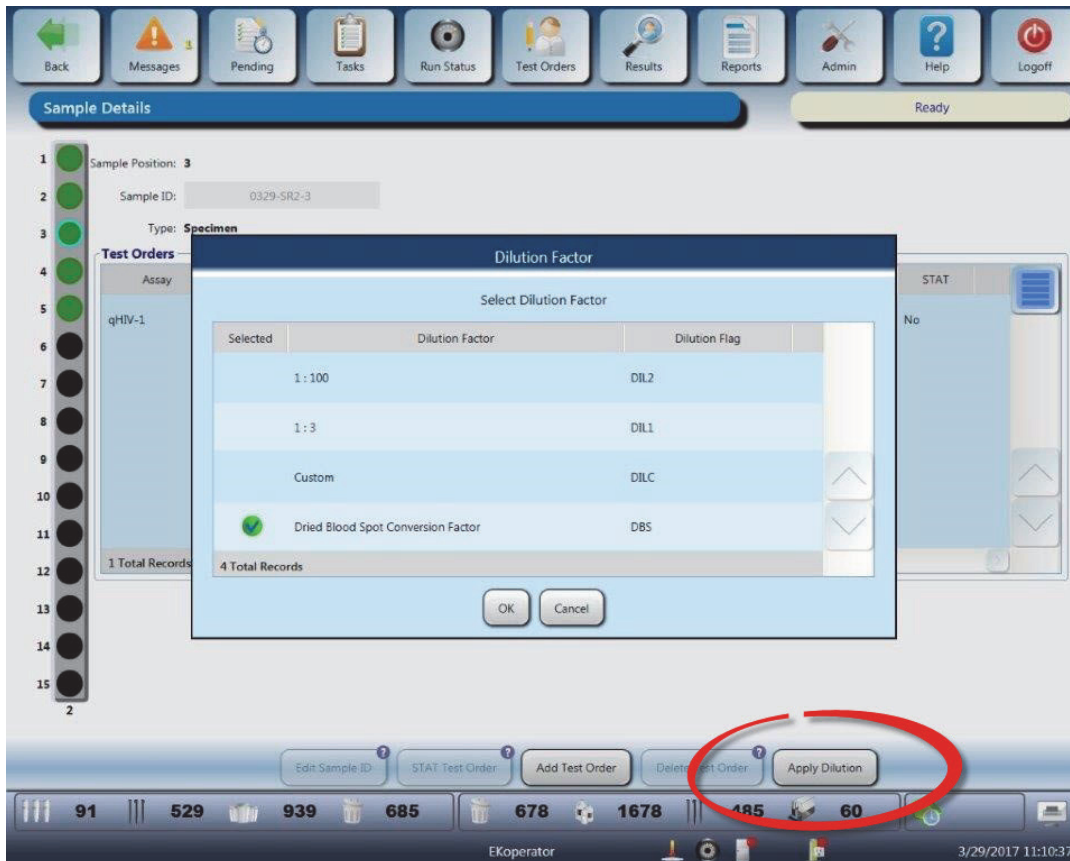 Back Messages 3 Pending Tasks Run Status Test Orders Results Reports Admin Help Logoff
Sample Details
Ready
1
Sample Position: 3
2
Sample ID: 0329-SR2-3
3
Type: Specimen
Test Orders
4
Assay
STAT
5
qHIV-1
No
6
7
8
9
10
11
12
13
14
15
2
1 Total Records
Dilution Factor
Select Dilution Factor
Selected Dilution Factor Dilution Flag
1 : 100 DIL2
1 : 3 DIL1
Custom DILC
Dried Blood Spot Conversion Factor DBS
4 Total Records
OK Cancel
Edit Sample ID ? STAT Test Order ? Add Test Order Delete Test Order ? Apply Dilution
91 529 939 685 678 1678 485 60
EKoperator 3/29/2017 11:10:37